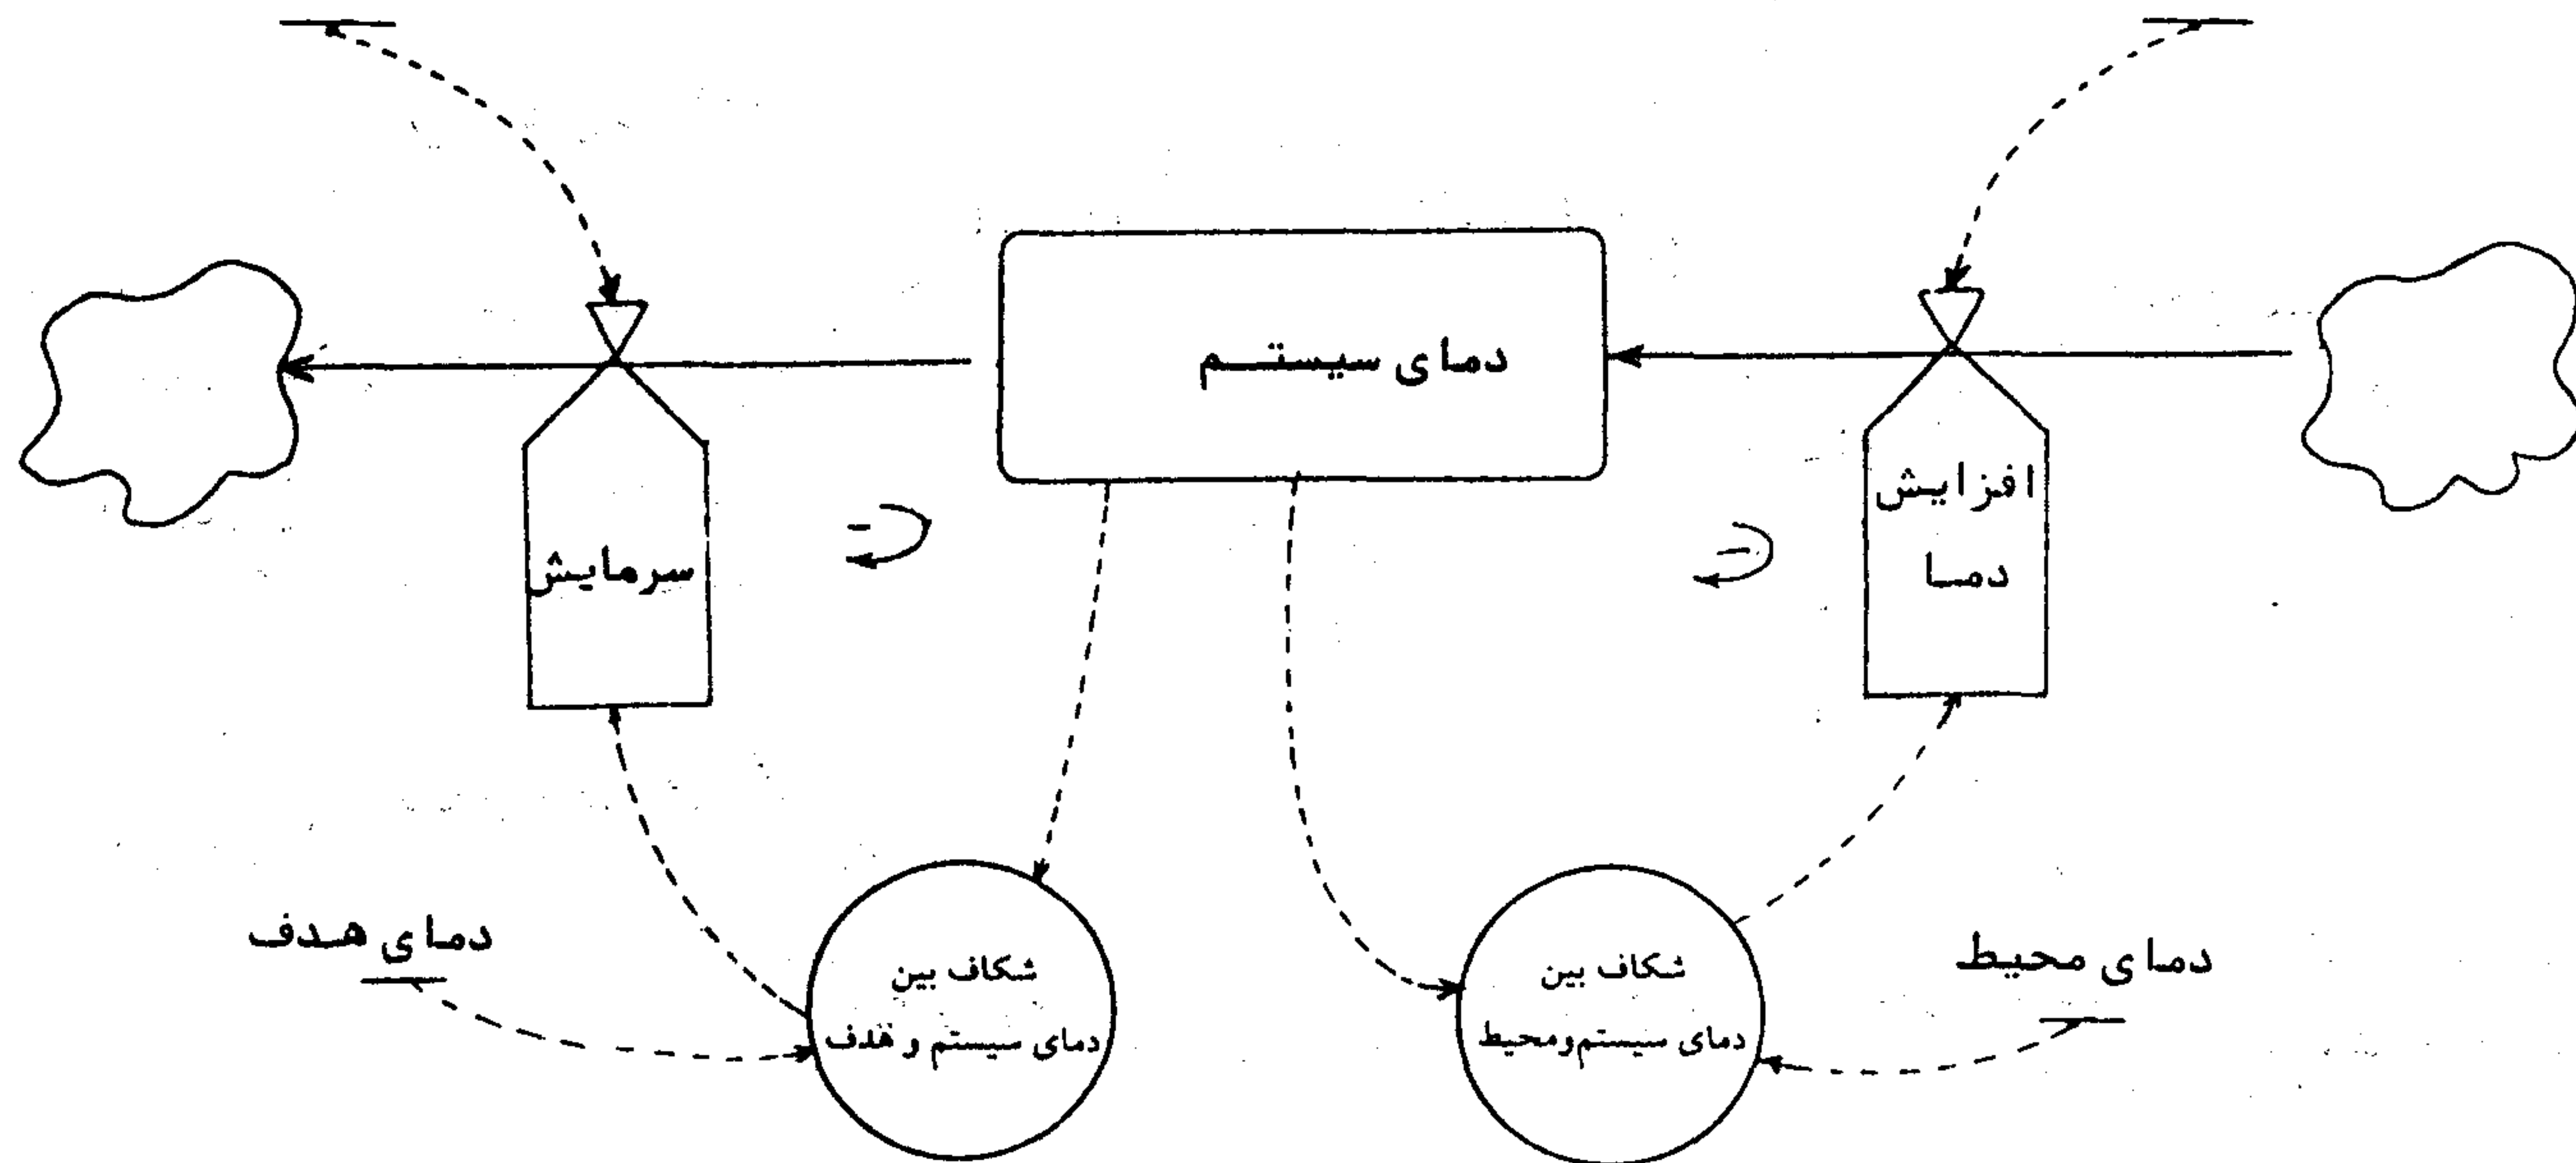 دمای سیستم
افزایش
دما
سرمایش
دمای هدف
شکاف بین
دمای سیستم و هدف
شکاف بین
دمای سیستم و محیط
دمای محیط